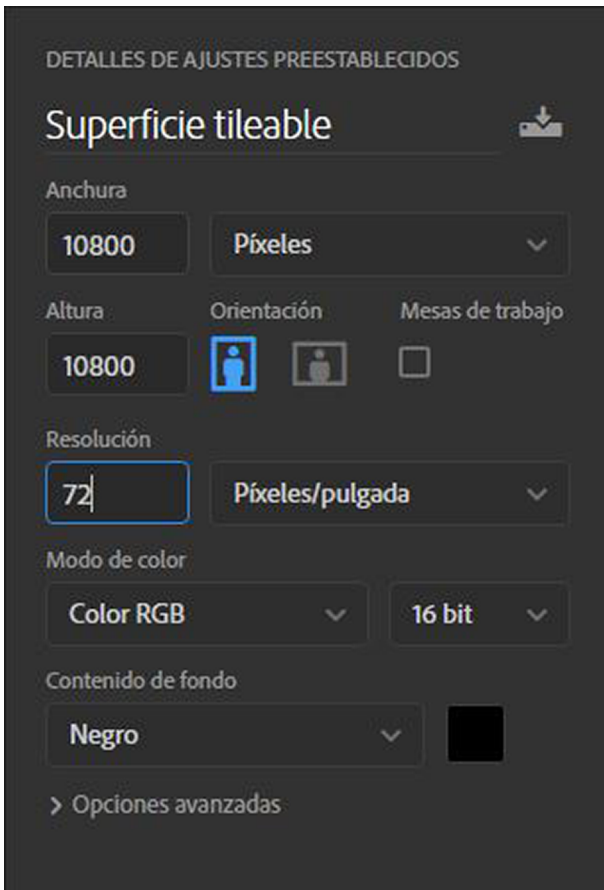 DETALLES DE AJUSTES PREESTABLECIDOS
Superficie tileable
Anchura
10800 Píxeles
Altura Orientación Mesas de trabajo
10800
Resolución
72 Píxeles/pulgada
Modo de color
Color RGB 16 bit
Contenido de fondo
Negro
Opciones avanzadas